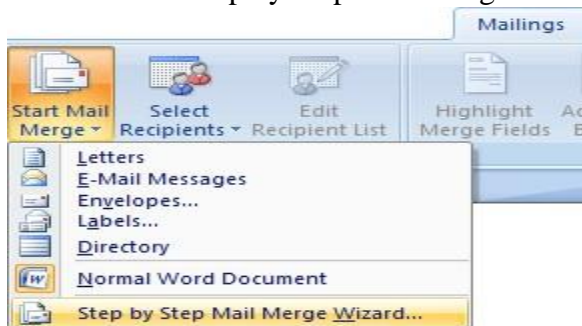 Mailings
Start Mail Select Edit Highlight
Merge Recipients Recipient List Merge Fields
Letters
E-Mail Messages
Envelopes...
Labels...
Directory
Normal Word Document
Step by Step Mail Merge Wizard...